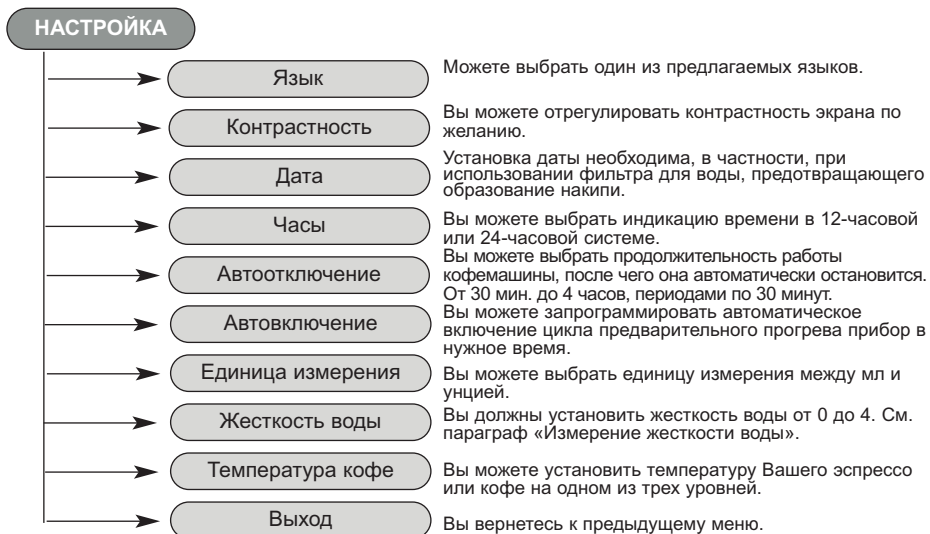 НАСТРОЙКА
Язык
Можете выбрать один из предлагаемых языков.
Контрастность
Вы можете отрегулировать контрастность экрана по
желанию.
Дата
Установка даты необходима, в частности, при
использовании фильтра для воды, предотвращающего
образование накипи.
Часы
Вы можете выбрать индикацию времени в 12-часовой
или 24-часовой системе.
Автоотключение
Вы можете выбрать продолжительность работы
кофемашины, после чего она автоматически остановится.
От 30 мин. до 4 часов, периодами по 30 минут.
Автовключение
Вы можете запрограммировать автоматическое
включение цикла предварительного прогрева прибор в
нужное время.
Единица измерения
Вы можете выбрать единицу измерения между мл и
унцией.
Жесткость воды
Вы должны установить жесткость воды от 0 до 4. См.
параграф «Измерение жесткости воды».
Температура кофе
Вы можете установить температуру Вашего эспрессо
или кофе на одном из трех уровней.
Выход
Вы вернетесь к предыдущему меню.